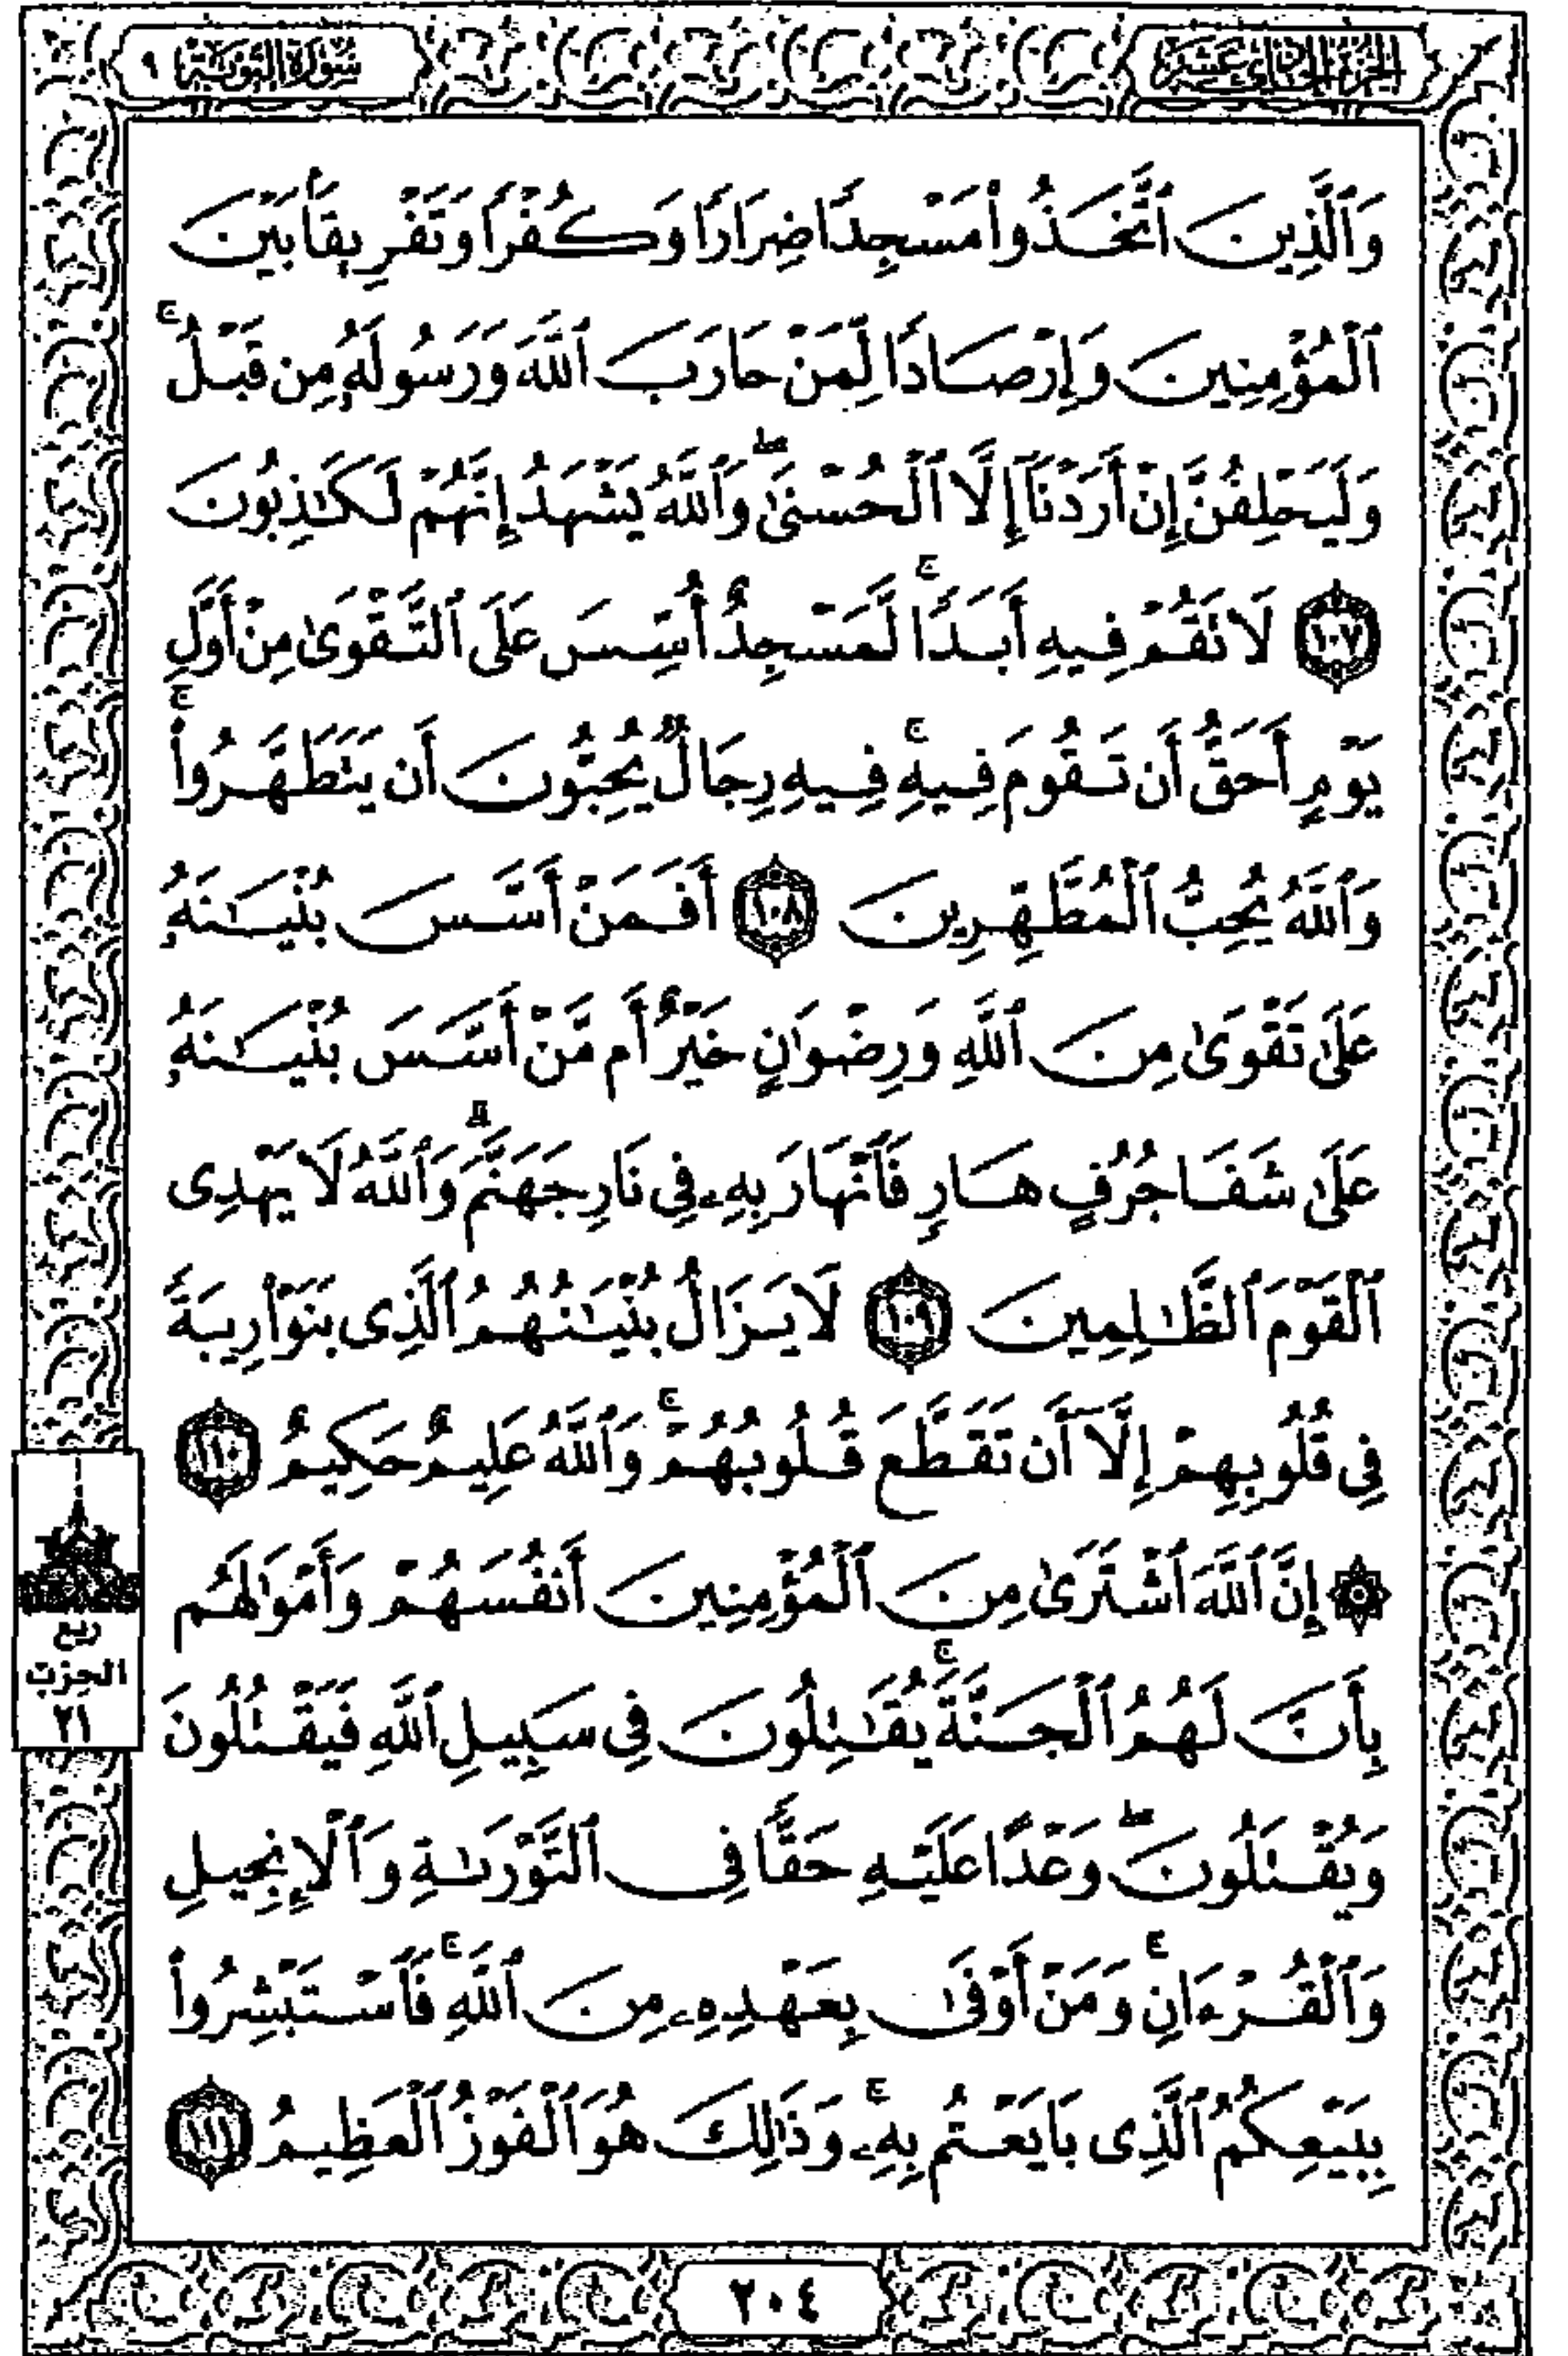 الجزء الحادي عشر
سورة التوبة ٩
وَٱلَّذِينَ ٱتَّخَذُوا۟ مَسْجِدًا ضِرَارًا وَكُفْرًا وَتَفْرِيقًۢا بَيْنَ
ٱلْمُؤْمِنِينَ وَإِرْصَادًا لِّمَنْ حَارَبَ ٱللَّهَ وَرَسُولَهُۥ مِن قَبْلُ ۚ
وَلَيَحْلِفُنَّ إِنْ أَرَدْنَآ إِلَّا ٱلْحُسْنَىٰ ۖ وَٱللَّهُ يَشْهَدُ إِنَّهُمْ لَكَٰذِبُونَ
١٠٧ لَا تَقُمْ فِيهِ أَبَدًا ۚ لَّمَسْجِدٌ أُسِّسَ عَلَى ٱلتَّقْوَىٰ مِنْ أَوَّلِ
يَوْمٍ أَحَقُّ أَن تَقُومَ فِيهِ ۚ فِيهِ رِجَالٌ يُحِبُّونَ أَن يَتَطَهَّرُوا۟ ۚ
وَٱللَّهُ يُحِبُّ ٱلْمُطَّهِّرِينَ ١٠٨ أَفَمَنْ أَسَّسَ بُنْيَٰنَهُۥ
عَلَىٰ تَقْوَىٰ مِنَ ٱللَّهِ وَرِضْوَٰنٍ خَيْرٌ أَم مَّنْ أَسَّسَ بُنْيَٰنَهُۥ
عَلَىٰ شَفَا جُرُفٍ هَارٍ فَٱنْهَارَ بِهِۦ فِى نَارِ جَهَنَّمَ ۗ وَٱللَّهُ لَا يَهْدِى
ٱلْقَوْمَ ٱلظَّٰلِمِينَ ١٠٩ لَا يَزَالُ بُنْيَٰنُهُمُ ٱلَّذِى بَنَوْا۟ رِيبَةً
فِى قُلُوبِهِمْ إِلَّآ أَن تَقَطَّعَ قُلُوبُهُمْ ۗ وَٱللَّهُ عَلِيمٌ حَكِيمٌ ١١٠
۞ إِنَّ ٱللَّهَ ٱشْتَرَىٰ مِنَ ٱلْمُؤْمِنِينَ أَنفُسَهُمْ وَأَمْوَٰلَهُم
بِأَنَّ لَهُمُ ٱلْجَنَّةَ ۚ يُقَٰتِلُونَ فِى سَبِيلِ ٱللَّهِ فَيَقْتُلُونَ
وَيُقْتَلُونَ ۖ وَعْدًا عَلَيْهِ حَقًّا فِى ٱلتَّوْرَىٰةِ وَٱلْإِنجِيلِ
وَٱلْقُرْءَانِ ۚ وَمَنْ أَوْفَىٰ بِعَهْدِهِۦ مِنَ ٱللَّهِ ۚ فَٱسْتَبْشِرُوا۟
بِبَيْعِكُمُ ٱلَّذِى بَايَعْتُم بِهِۦ ۚ وَذَٰلِكَ هُوَ ٱلْفَوْزُ ٱلْعَظِيمُ ١١١
ربع
الحزب
٢١
٢٠٤